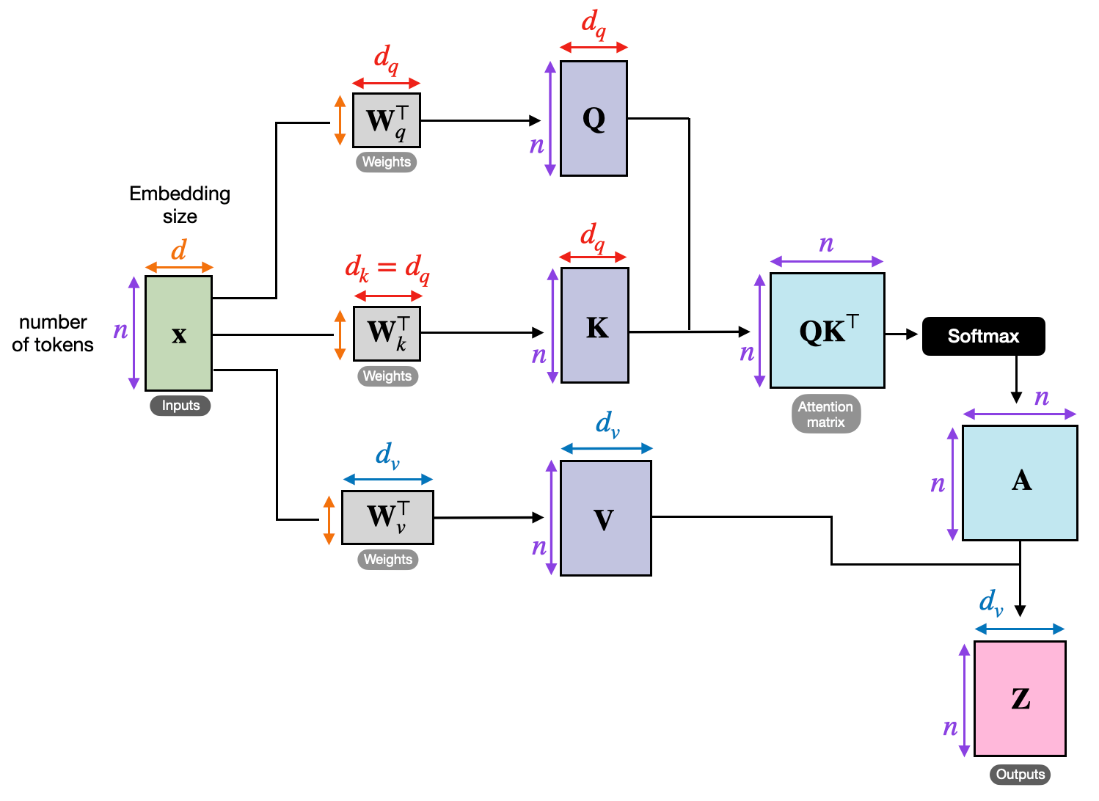 d_q
d_q
W_q^⊤
Q
n
Weights
Embedding
size
d
d_k = d_q
d_q
n
number
of tokens
n
x
W_k^⊤
K
n
n
QK^⊤
Softmax
Inputs
Weights
Attention
matrix
n
d_v
d_v
n
A
W_v^⊤
V
n
Weights
d_v
Z
n
Outputs